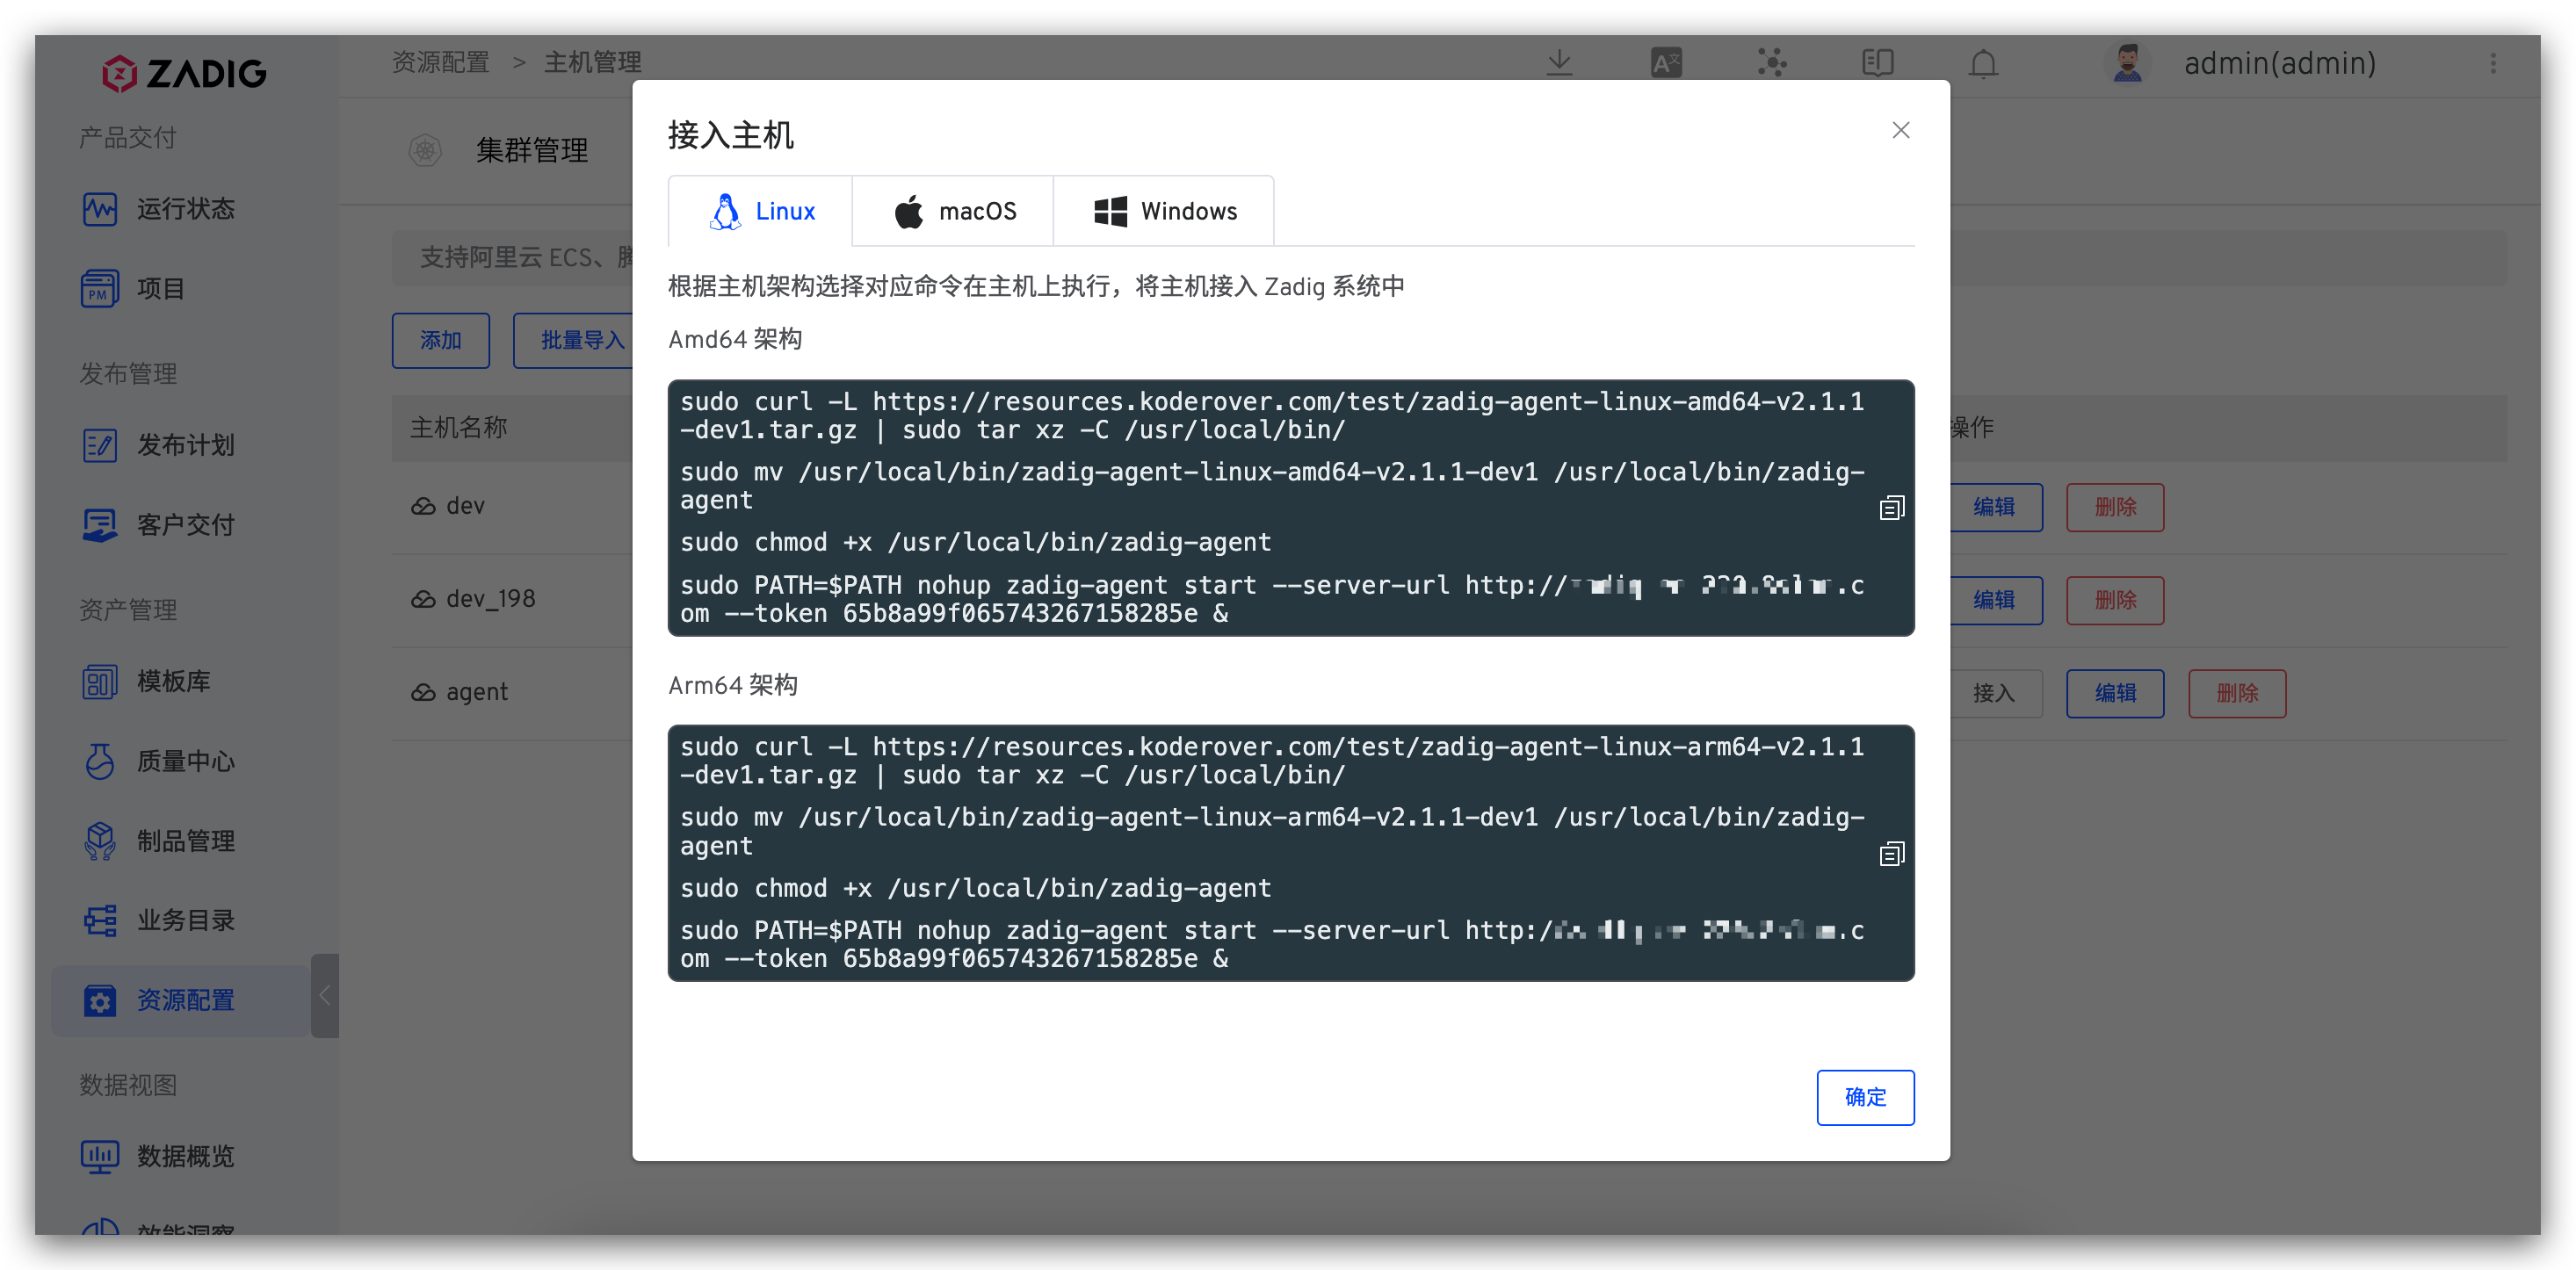 ZADIG
资源配置 > 主机管理
admin(admin)
产品交付
运行状态
项目
发布管理
发布计划
客户交付
资产管理
模板库
质量中心
制品管理
业务目录
资源配置
数据视图
数据概览
效能洞察
集群管理
支持阿里云 ECS、腾
添加
批量导入
主机名称
操作
dev
编辑
删除
dev_198
编辑
删除
agent
接入
编辑
删除
接入主机
Linux
macOS
Windows
根据主机架构选择对应命令在主机上执行，将主机接入 Zadig 系统中
Amd64 架构
sudo curl -L https://resources.koderover.com/test/zadig-agent-linux-amd64-v2.1.1
-dev1.tar.gz | sudo tar xz -C /usr/local/bin/
sudo mv /usr/local/bin/zadig-agent-linux-amd64-v2.1.1-dev1 /usr/local/bin/zadig-
agent
sudo chmod +x /usr/local/bin/zadig-agent
sudo PATH=$PATH nohup zadig-agent start --server-url http:// .c
om --token 65b8a99f065743267158285e &
Arm64 架构
sudo curl -L https://resources.koderover.com/test/zadig-agent-linux-arm64-v2.1.1
-dev1.tar.gz | sudo tar xz -C /usr/local/bin/
sudo mv /usr/local/bin/zadig-agent-linux-arm64-v2.1.1-dev1 /usr/local/bin/zadig-
agent
sudo chmod +x /usr/local/bin/zadig-agent
sudo PATH=$PATH nohup zadig-agent start --server-url http:/ .c
om --token 65b8a99f065743267158285e &
确定